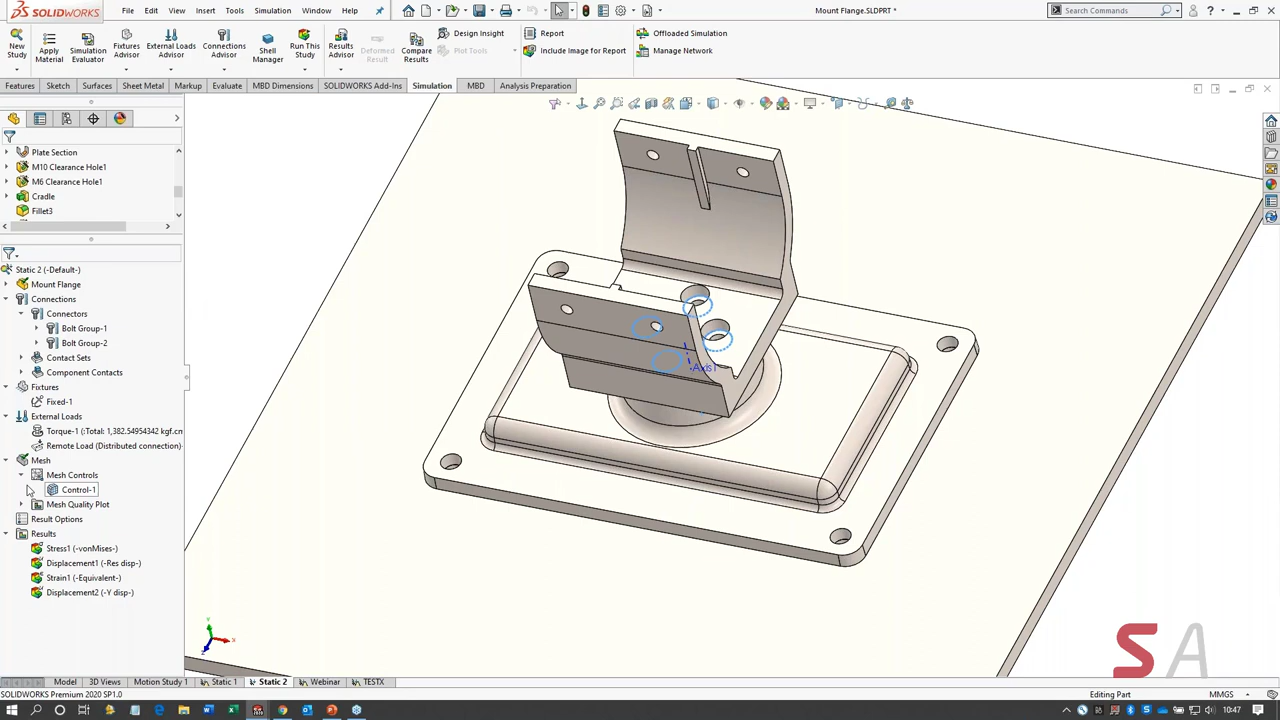 SOLIDWORKS
File
Edit
View
Insert
Tools
Simulation
Window
Help
Mount Flange.SLDPRT *
Search Commands
New Study
Apply Material
Simulation Evaluator
Fixtures Advisor
External Loads Advisor
Connections Advisor
Shell Manager
Run This Study
Results Advisor
Deformed Result
Compare Results
Design Insight
Plot Tools
Report
Include Image for Report
Offloaded Simulation
Manage Network
Features
Sketch
Surfaces
Sheet Metal
Markup
Evaluate
MBD Dimensions
SOLIDWORKS Add-Ins
Simulation
MBD
Analysis Preparation
Plate Section
M10 Clearance Hole1
M6 Clearance Hole1
Cradle
Fillet3
Static 2 (-Default-)
Mount Flange
Connections
Connectors
Bolt Group-1
Bolt Group-2
Contact Sets
Component Contacts
Fixtures
Fixed-1
External Loads
Torque-1 (:Total: 1,382.54954342 kgf.cm
Remote Load (Distributed connection)
Mesh
Mesh Controls
Control-1
Mesh Quality Plot
Result Options
Results
Stress1 (-vonMises-)
Displacement1 (-Res disp-)
Strain1 (-Equivalent-)
Displacement2 (-Y disp-)
Axis1
Y
X
Z
SA
Model
3D Views
Motion Study 1
Static 1
Static 2
Webinar
TESTX
SOLIDWORKS Premium 2020 SP1.0
Editing Part
MMGS
10:47